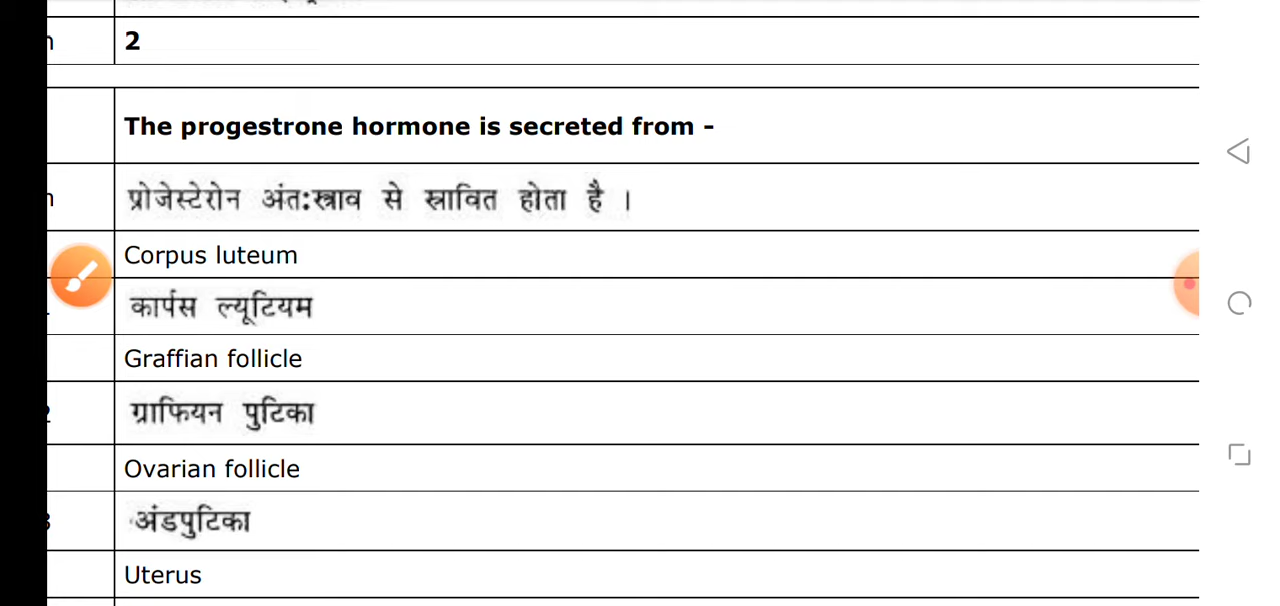 2
The progestrone hormone is secreted from -
प्रोजेस्टेरोन अंत:स्त्राव से स्त्रावित होता है ।
Corpus luteum
कार्पस ल्यूटियम
Graffian follicle
ग्राफियन पुटिका
Ovarian follicle
अंडपुटिका
Uterus